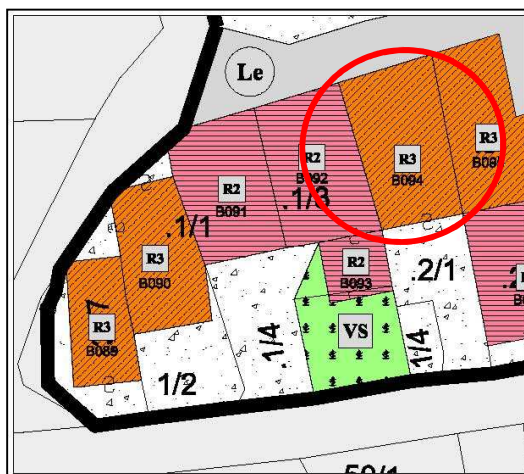 Le
R2
B092
R3
B094
R3
R2
B091
.1/3
.1/1
R3
B090
R2
B093
.2/1
R3
B089
VS
.1/4
1/4
1/2